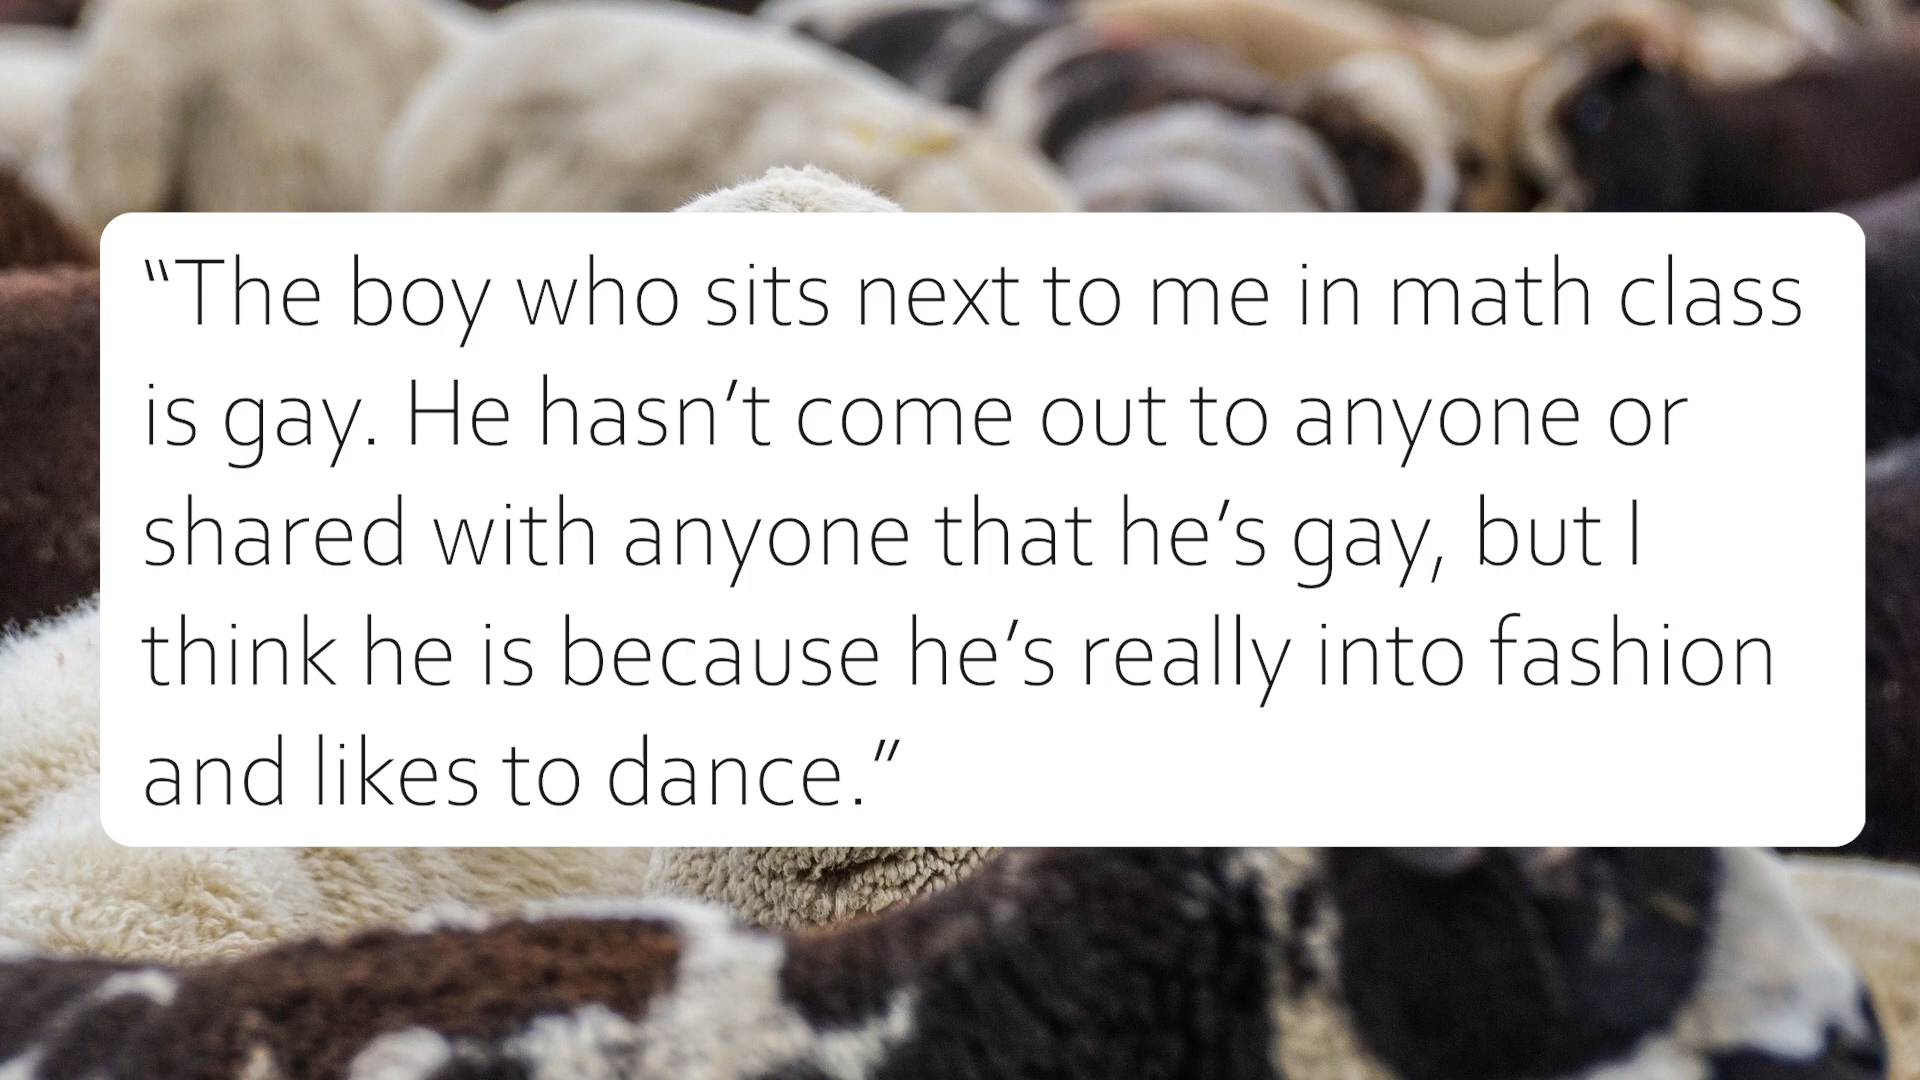 “The boy who sits next to me in math class
is gay. He hasn’t come out to anyone or
shared with anyone that he’s gay, but I
think he is because he’s really into fashion
and likes to dance.”